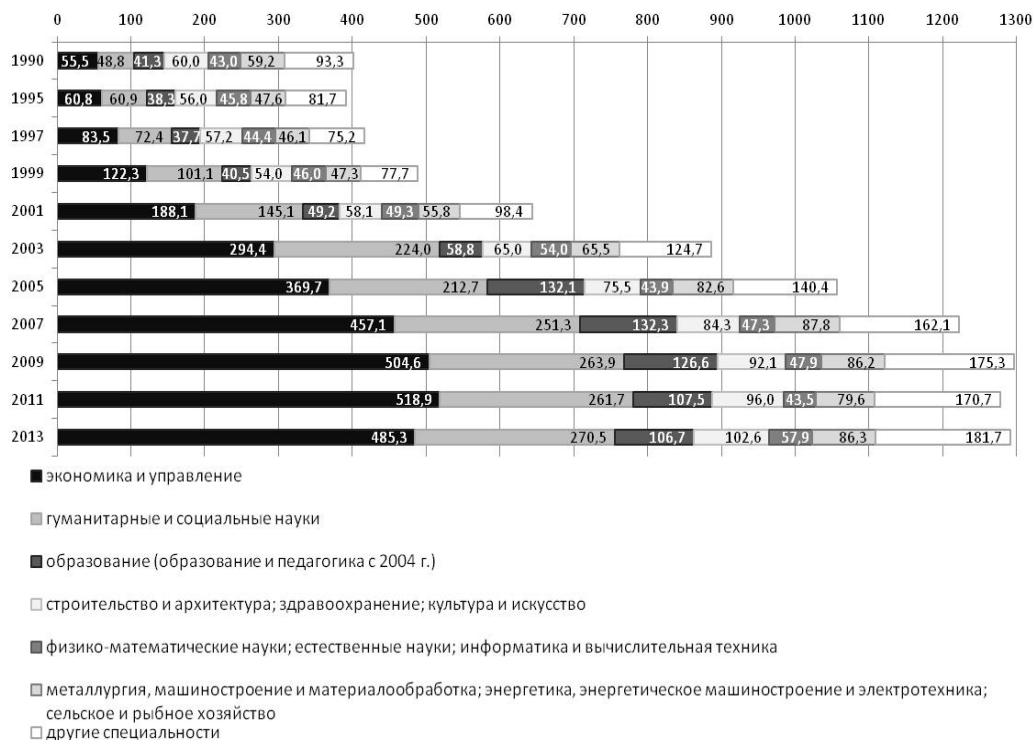 0 100 200 300 400 500 600 700 800 900 1000 1100 1200 1300
1990 55,5 48,8 41,3 60,0 43,0 59,2 93,3
1995 60,8 60,9 38,3 56,0 45,8 47,6 81,7
1997 83,5 72,4 37,7 57,2 44,4 46,1 75,2
1999 122,3 101,1 40,5 54,0 46,0 47,3 77,7
2001 188,1 145,1 49,2 58,1 49,3 55,8 98,4
2003 294,4 224,0 58,8 65,0 54,0 65,5 124,7
2005 369,7 212,7 132,1 75,5 43,9 82,6 140,4
2007 457,1 251,3 132,3 84,3 47,3 87,8 162,1
2009 504,6 263,9 126,6 92,1 47,9 86,2 175,3
2011 518,9 261,7 107,5 96,0 43,5 79,6 170,7
2013 485,3 270,5 106,7 102,6 57,9 86,3 181,7
экономика и управление
гуманитарные и социальные науки
образование (образование и педагогика с 2004 г.)
строительство и архитектура; здравоохранение; культура и искусство
физико-математические науки; естественные науки; информатика и вычислительная техника
металлургия, машиностроение и материалообработка; энергетика, энергетическое машиностроение и электротехника;
сельское и рыбное хозяйство
другие специальности